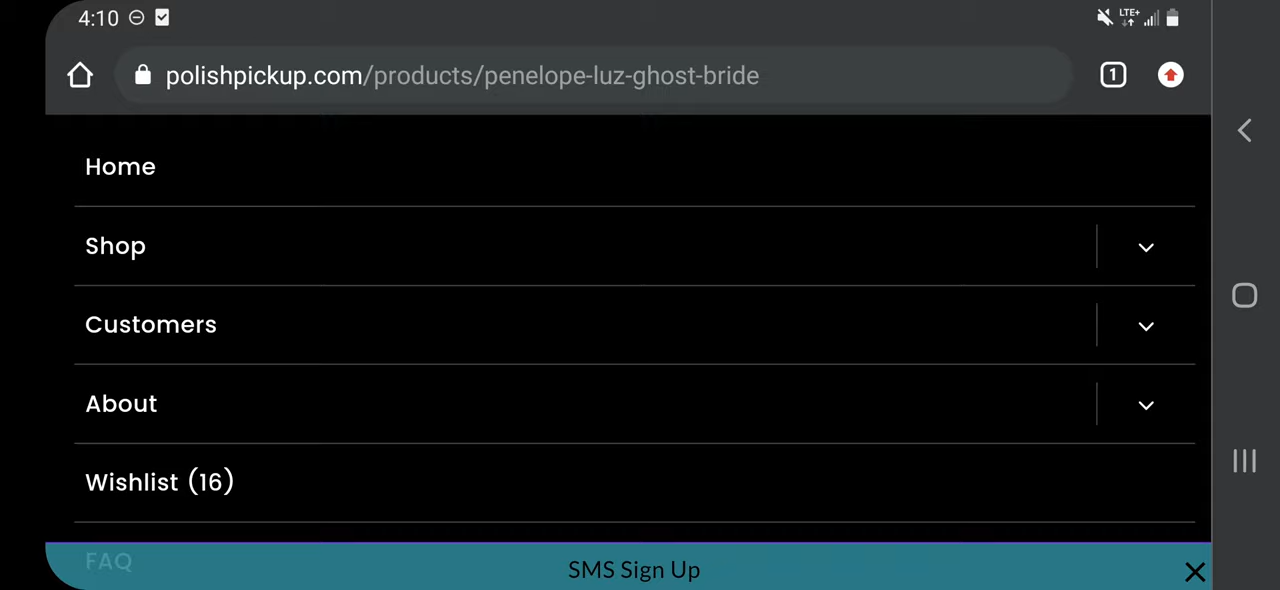 4:10
LTE+
polishpickup.com/products/penelope-luz-ghost-bride
1
Home
Shop
Customers
About
Wishlist (16)
FAQ
SMS Sign Up